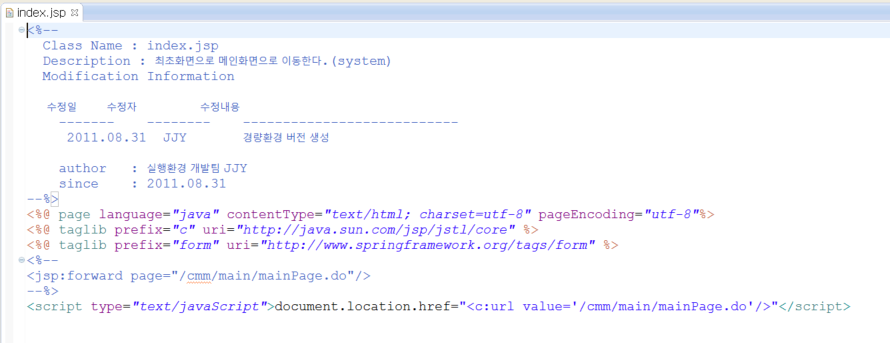 index.jsp
<%--
Class Name : index.jsp
Description : 최초화면으로 메인화면으로 이동한다.(system)
Modification Information
수정일 수정자 수정내용
------- -------- ---------------------------
2011.08.31 JJY 경량환경 버전 생성
author : 실행환경 개발팀 JJY
since : 2011.08.31
--%>
<%@ page language="java" contentType="text/html; charset=utf-8" pageEncoding="utf-8"%>
<%@ taglib prefix="c" uri="http://java.sun.com/jsp/jstl/core" %>
<%@ taglib prefix="form" uri="http://www.springframework.org/tags/form" %>
<%--
<jsp:forward page="/cmm/main/mainPage.do"/>
--%>
<script type="text/javaScript">document.location.href="<c:url value='/cmm/main/mainPage.do'/>"</script>